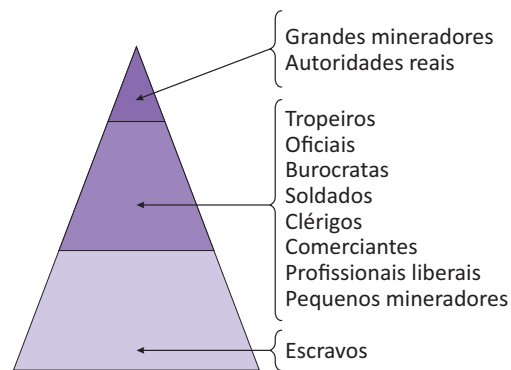 Grandes mineradores
Autoridades reais
Tropeiros
Oficiais
Burocratas
Soldados
Clérigos
Comerciantes
Profissionais liberais
Pequenos mineradores
Escravos